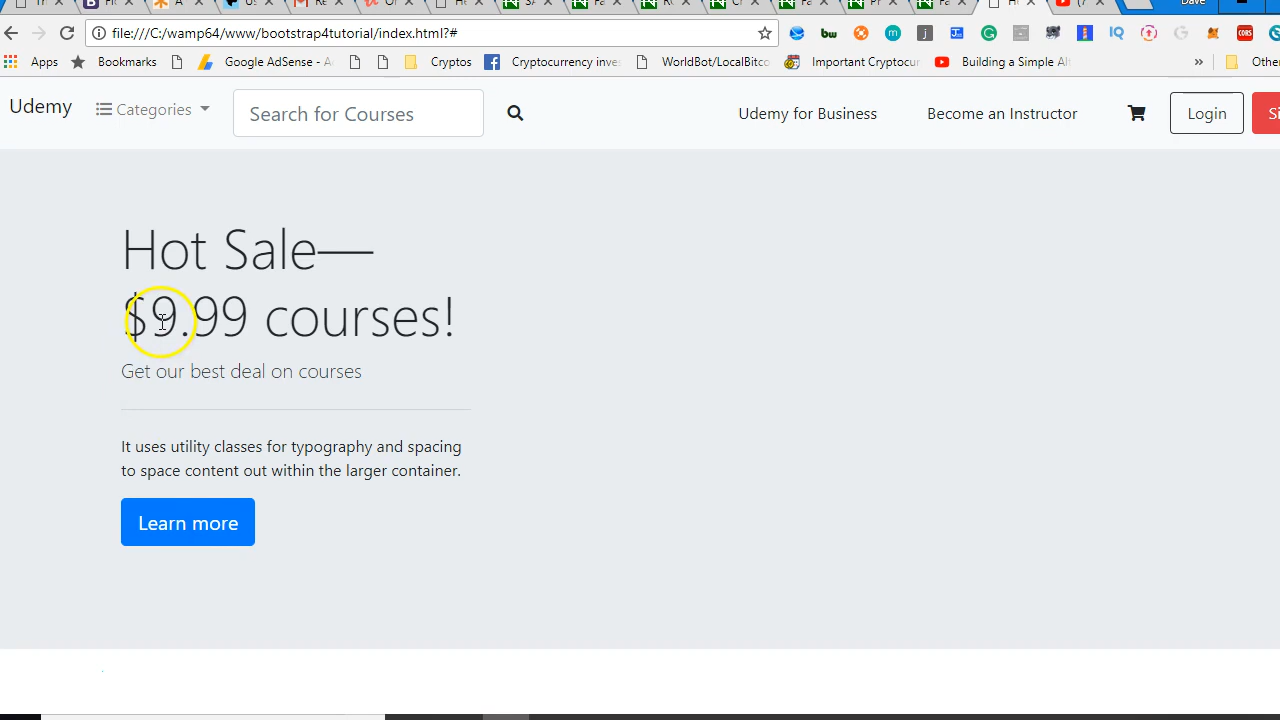 Dave
file:///C:/wamp64/www/bootstrap4tutorial/index.html?#
Apps Bookmarks Google AdSense - Cryptos Cryptocurrency inve WorldBot/LocalBitco Important Cryptocur Building a Simple » Other
Udemy Categories Search for Courses Udemy for Business Become an Instructor Login Si
Hot Sale—
$9.99 courses!
Get our best deal on courses
It uses utility classes for typography and spacing
to space content out within the larger container.
Learn more